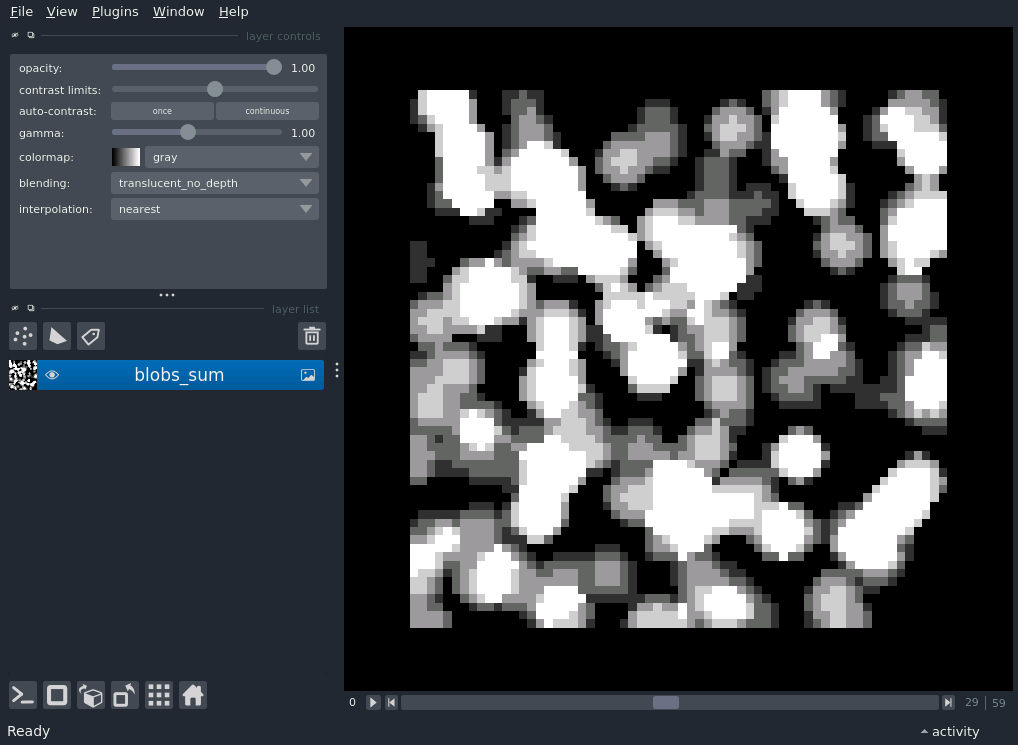 File View Plugins Window Help
layer controls
opacity: 1.00
contrast limits:
auto-contrast: once continuous
gamma: 1.00
colormap: gray
blending: translucent_no_depth
interpolation: nearest
layer list
blobs_sum
0 29 59
Ready activity